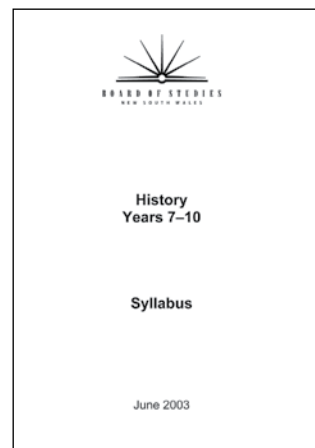 BOARD OF STUDIES
NEW SOUTH WALES
History
Years 7–10
Syllabus
June 2003